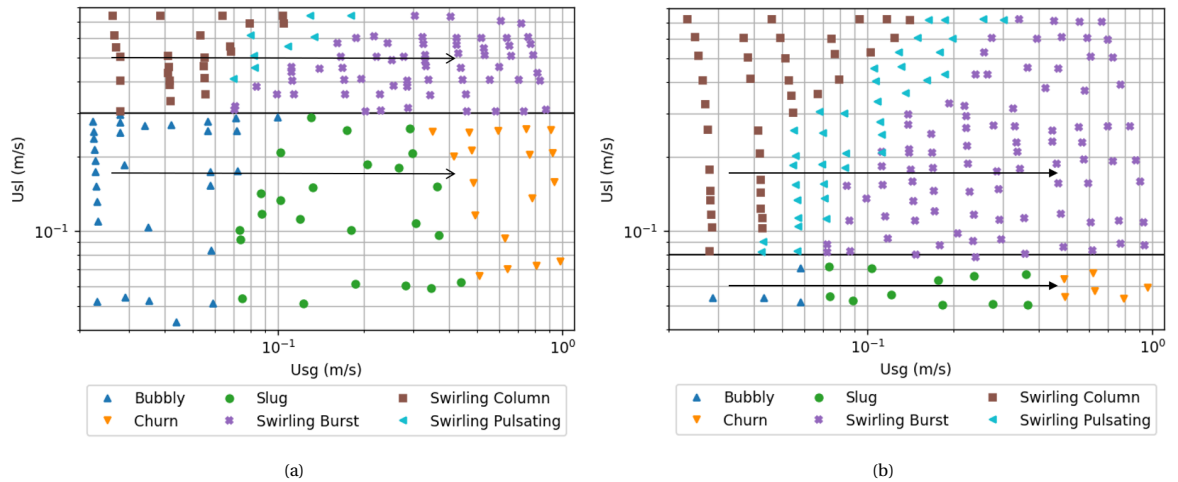 Usl (m/s)
10⁻¹
10⁻¹
10⁰
Usg (m/s)
Bubbly
Slug
Swirling Column
Churn
Swirling Burst
Swirling Pulsating
(a)
Usl (m/s)
10⁻¹
10⁻¹
10⁰
Usg (m/s)
Bubbly
Slug
Swirling Column
Churn
Swirling Burst
Swirling Pulsating
(b)